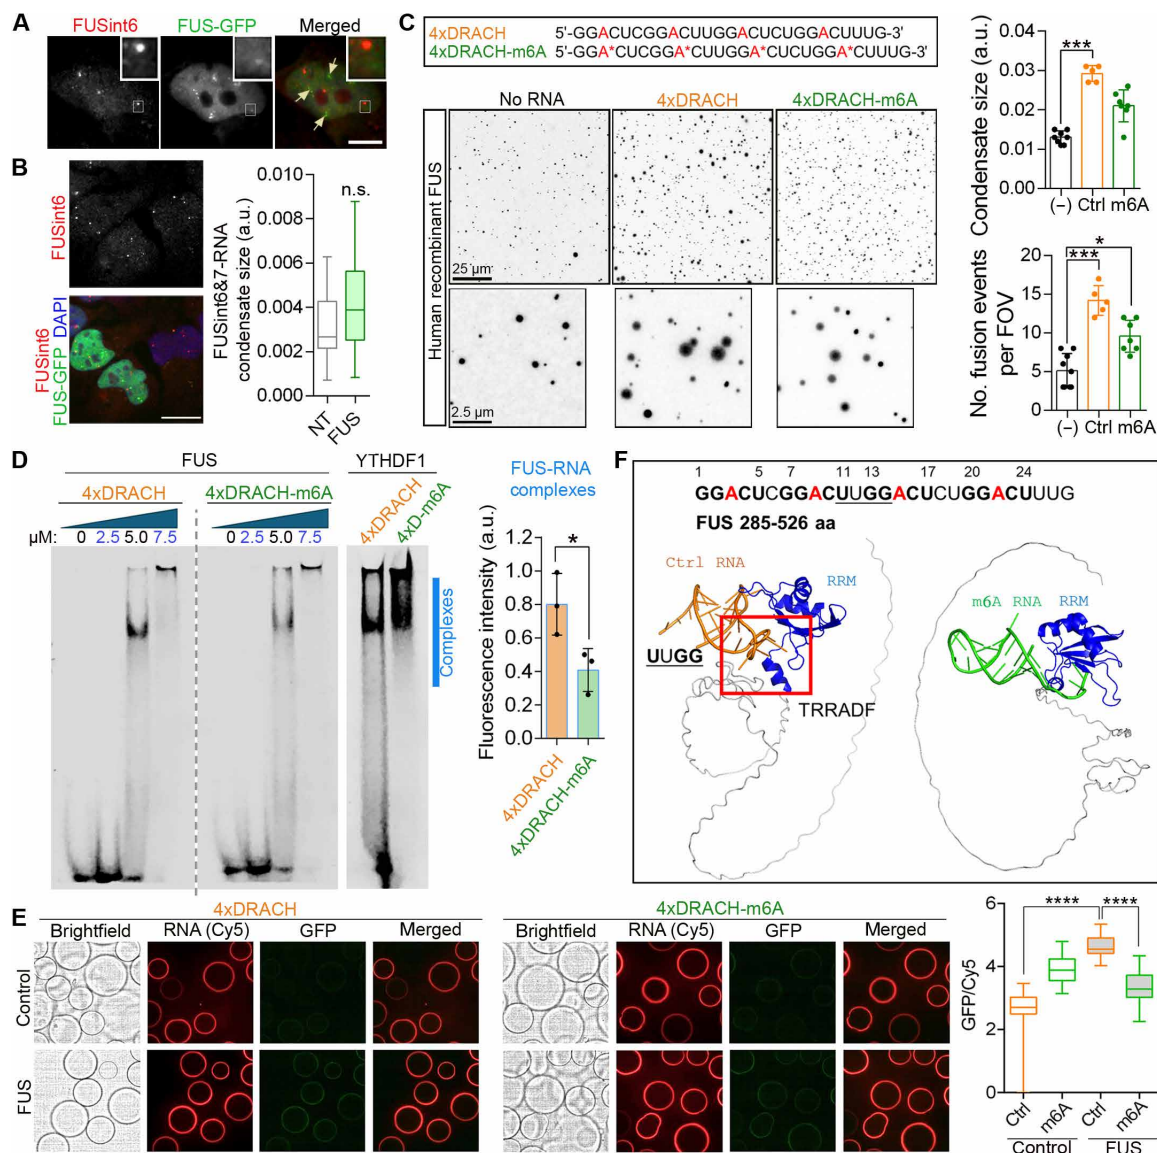 A
FUSint6
FUS-GFP
Merged
B
FUSint6
FUSint6
FUS-GFP DAPI
FUSint6&7-RNA
condensate size (a.u.)
0.010
0.008
0.006
0.004
0.002
0.000
n.s.
NT
FUS
C
4xDRACH 5'-GGACUCGGACUUGGACUCUGGACUUUG-3'
4xDRACH-m6A 5'-GGA*CUCGGA*CUUGGA*CUCUGGA*CUUUG-3'
No RNA
4xDRACH
4xDRACH-m6A
Human recombinant FUS
25 µm
2.5 µm
Condensate size (a.u.)
0.04
0.03
0.02
0.01
0.00
***
(−) Ctrl m6A
No. fusion events
per FOV
20
15
10
5
0
*
***
(−) Ctrl m6A
D
FUS
YTHDF1
4xDRACH
4xDRACH-m6A
4xDRACH
4xD-m6A
µM: 0 2.5 5.0 7.5 0 2.5 5.0 7.5
Complexes
FUS-RNA
complexes
Fluorescence intensity (a.u.)
1.2
1.0
0.8
0.6
0.4
0.2
0.0
*
4xDRACH
4xDRACH-m6A
F
1 5 7 11 13 17 20 24
GGACUCGGACUUGGACUCUGGACUUUG
FUS 285-526 aa
Ctrl RNA
RRM
UUGG
TRRADF
m6A RNA
RRM
E
4xDRACH
4xDRACH-m6A
Brightfield
RNA (Cy5)
GFP
Merged
Brightfield
RNA (Cy5)
GFP
Merged
Control
FUS
GFP/Cy5
6
4
2
0
**** ****
Ctrl
m6A
Ctrl
m6A
Control
FUS